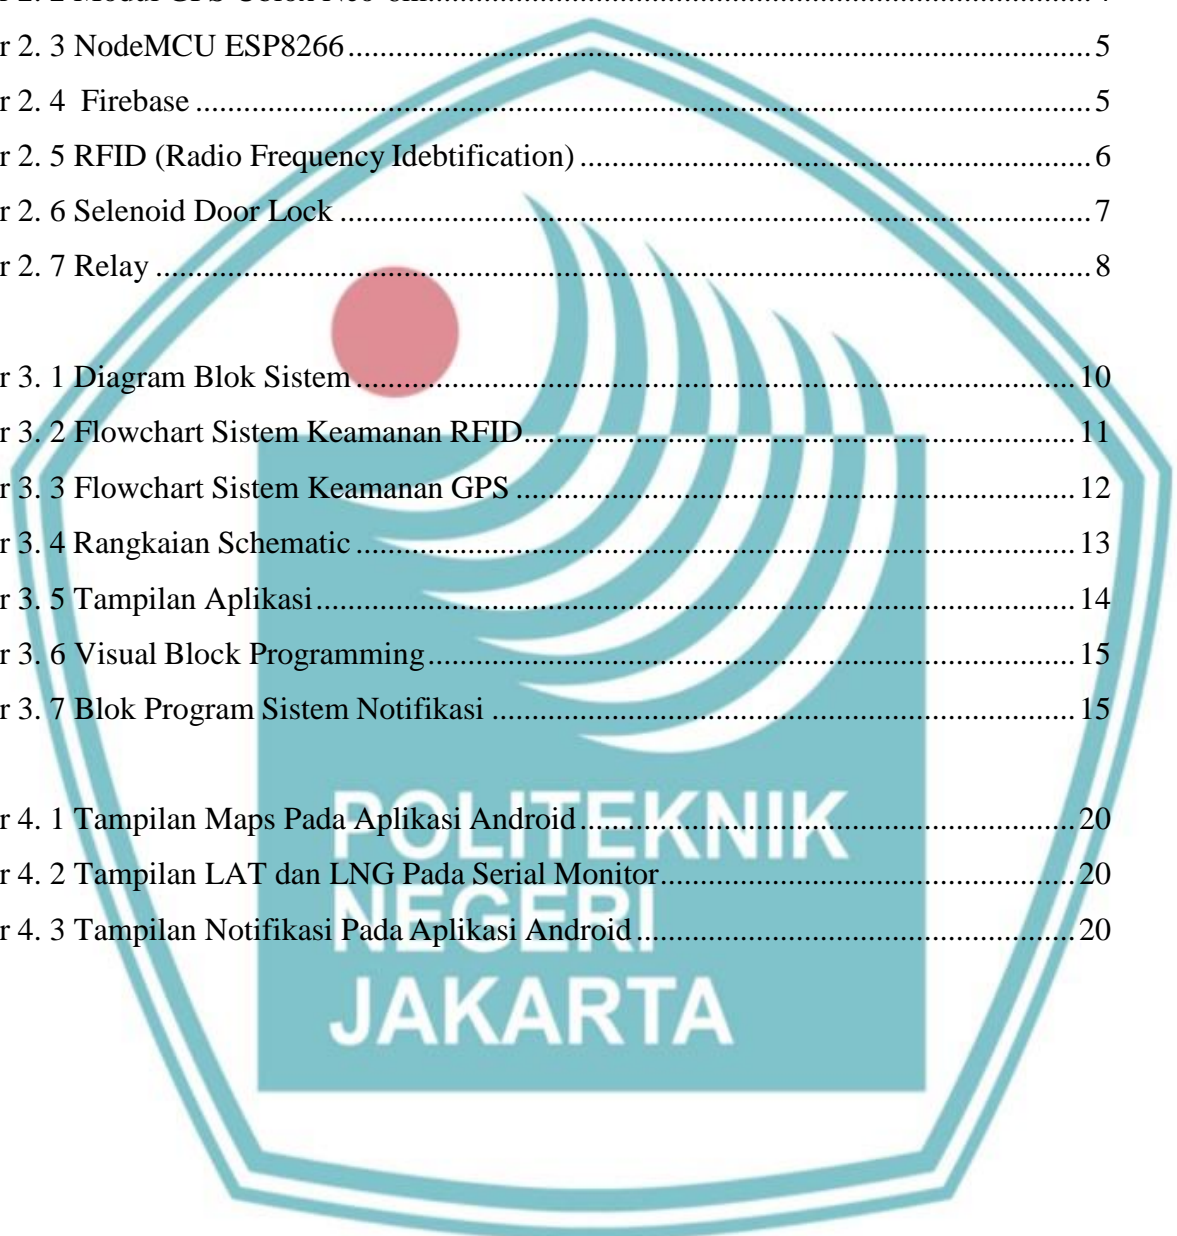 r 2. 3 NodeMCU ESP8266 5
r 2. 4 Firebase 5
r 2. 5 RFID (Radio Frequency Idebtification) 6
r 2. 6 Selenoid Door Lock 7
r 2. 7 Relay 8
r 3. 1 Diagram Blok Sistem 10
r 3. 2 Flowchart Sistem Keamanan RFID 11
r 3. 3 Flowchart Sistem Keamanan GPS 12
r 3. 4 Rangkaian Schematic 13
r 3. 5 Tampilan Aplikasi 14
r 3. 6 Visual Block Programming 15
r 3. 7 Blok Program Sistem Notifikasi 15
r 4. 1 Tampilan Maps Pada Aplikasi Android 20
r 4. 2 Tampilan LAT dan LNG Pada Serial Monitor 20
r 4. 3 Tampilan Notifikasi Pada Aplikasi Android 20
POLITEKNIK
NEGERI
JAKARTA